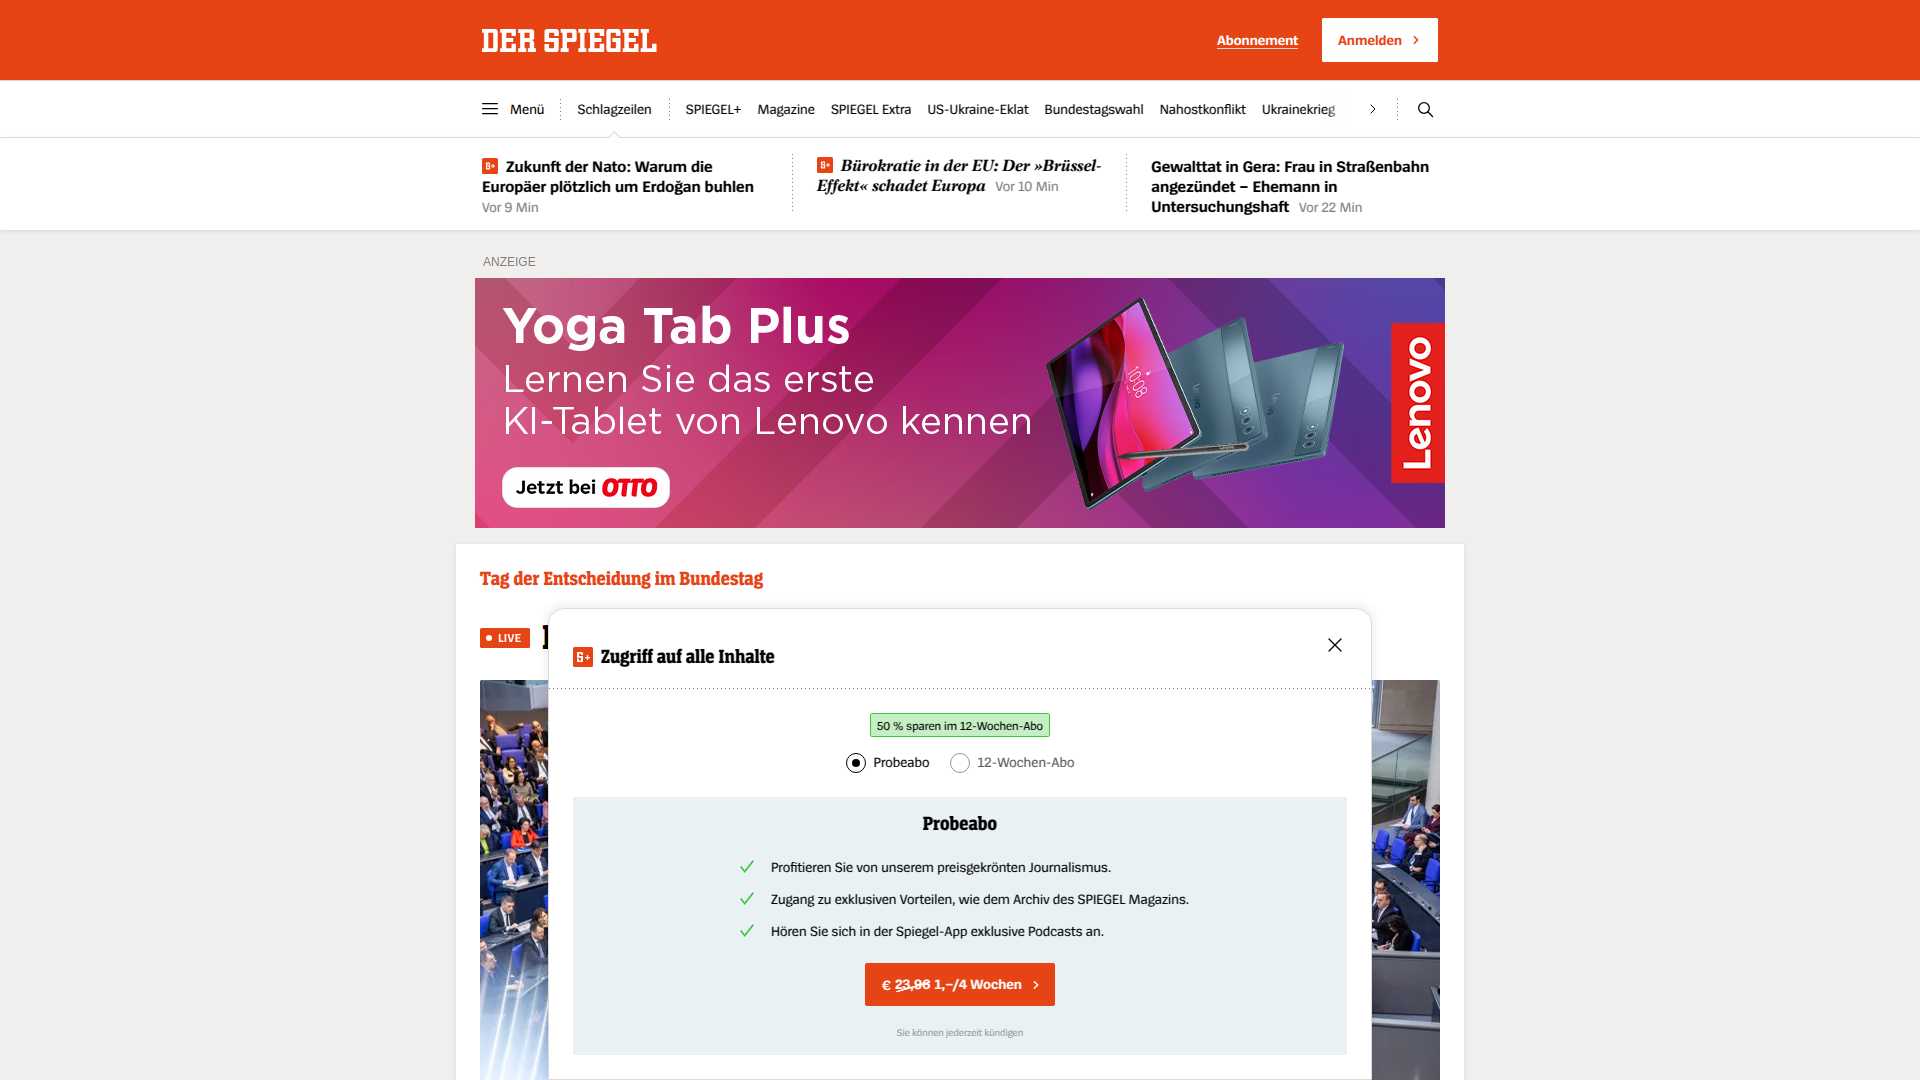 DER SPIEGEL
Abonnement
Anmelden
Menü
Schlagzeilen
SPIEGEL+
Magazine
SPIEGEL Extra
US-Ukraine-Eklat
Bundestagswahl
Nahostkonflikt
Ukrainekrieg
Zukunft der Nato: Warum die
Europäer plötzlich um Erdoğan buhlen
Vor 9 Min
Bürokratie in der EU: Der »Brüssel-
Effekt« schadet Europa Vor 10 Min
Gewalttat in Gera: Frau in Straßenbahn
angezündet – Ehemann in
Untersuchungshaft Vor 22 Min
ANZEIGE
Yoga Tab Plus
Lernen Sie das erste
KI-Tablet von Lenovo kennen
Jetzt bei OTTO
10:08
Lenovo
Tag der Entscheidung im Bundestag
LIVE
S+ Zugriff auf alle Inhalte
50 % sparen im 12-Wochen-Abo
Probeabo
12-Wochen-Abo
Probeabo
Profitieren Sie von unserem preisgekrönten Journalismus.
Zugang zu exklusiven Vorteilen, wie dem Archiv des SPIEGEL Magazins.
Hören Sie sich in der Spiegel-App exklusive Podcasts an.
€ 23,96 1,–/4 Wochen
Sie können jederzeit kündigen